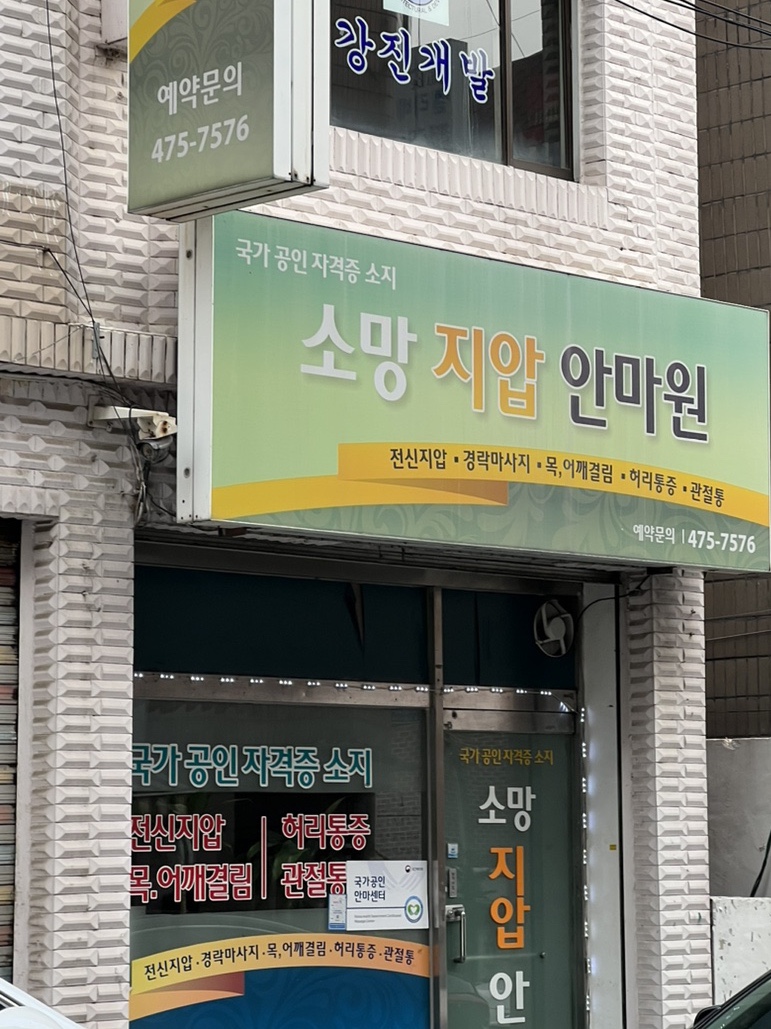 강진개발
예약문의
475-7576
국가 공인 자격증 소지
소망 지압 안마원
전신지압 ▪ 경락마사지 ▪ 목,어깨결림 ▪ 허리통증 ▪ 관절통
예약문의 | 475-7576
국가 공인 자격증 소지
전신지압 | 허리통증
목,어깨결림 | 관절통
국가공인
안마센터
전신지압 . 경락마사지 . 목,어깨결림 . 허리통증 . 관절통
국가 공인 자격증 소지
소망
지압
안